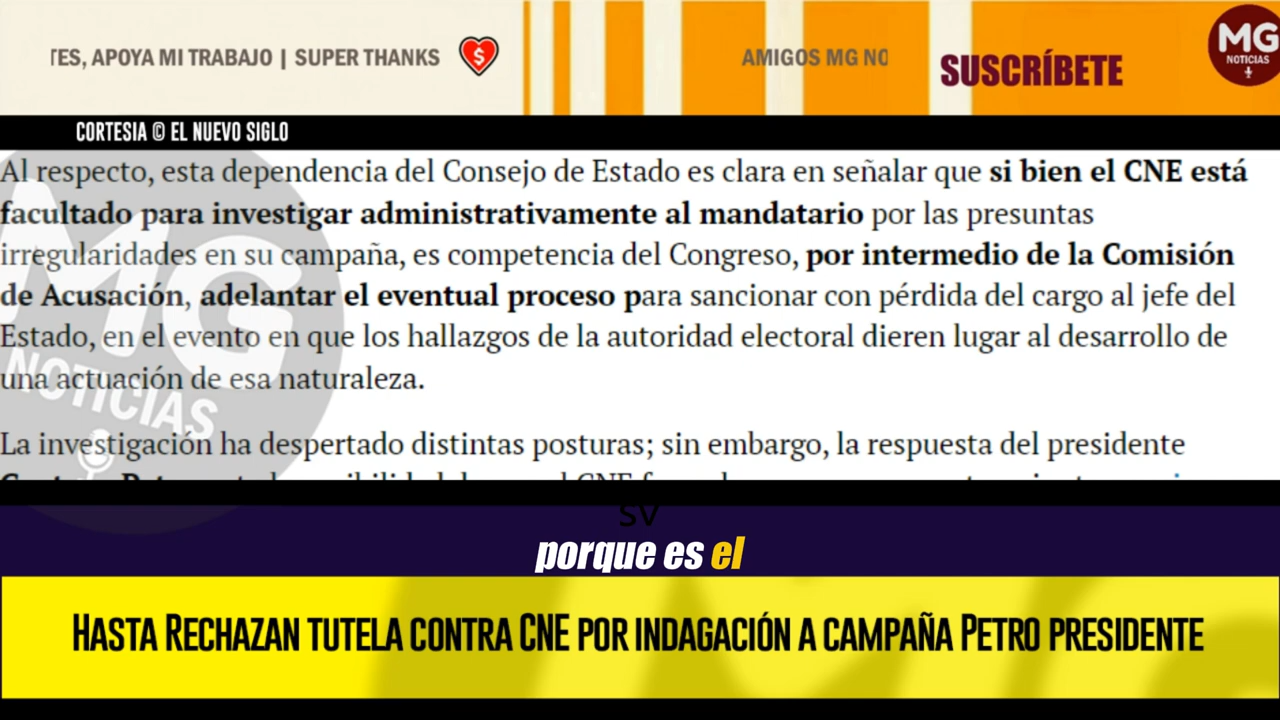 TES, APOYA MI TRABAJO | SUPER THANKS
AMIGOS MG NO
SUSCRÍBETE
MG
NOTICIAS
CORTESIA © EL NUEVO SIGLO
Al respecto, esta dependencia del Consejo de Estado es clara en señalar que si bien el CNE está
facultado para investigar administrativamente al mandatario por las presuntas
irregularidades en su campaña, es competencia del Congreso, por intermedio de la Comisión
de Acusación, adelantar el eventual proceso para sancionar con pérdida del cargo al jefe del
Estado, en el evento en que los hallazgos de la autoridad electoral dieren lugar al desarrollo de
una actuación de esa naturaleza.
MG
NOTICIAS
La investigación ha despertado distintas posturas; sin embargo, la respuesta del presidente
sv
porque es el
HASTA RECHAZAN TUTELA CONTRA CNE POR INDAGACIÓN A CAMPAÑA PETRO PRESIDENTE